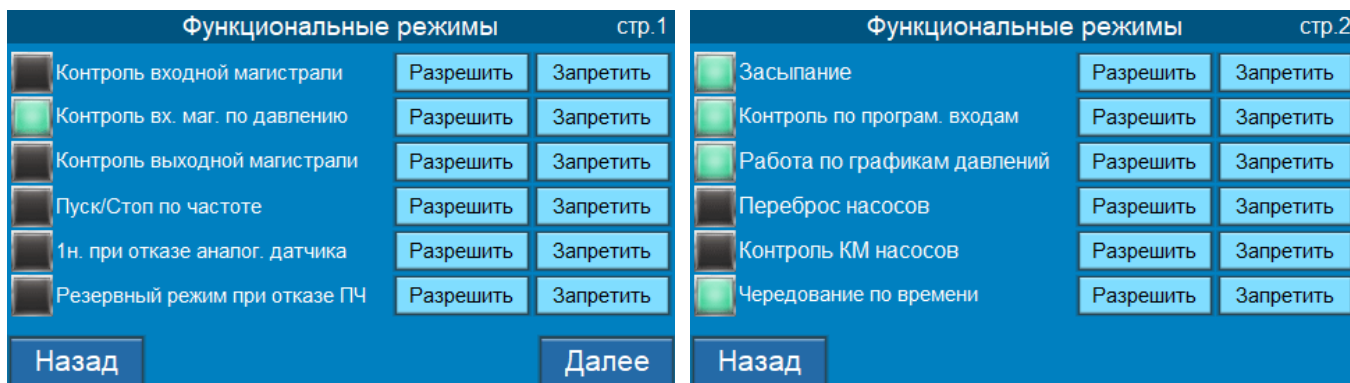 Функциональные режимы стр.1
Контроль входной магистрали Разрешить Запретить
Контроль вх. маг. по давлению Разрешить Запретить
Контроль выходной магистрали Разрешить Запретить
Пуск/Стоп по частоте Разрешить Запретить
1н. при отказе аналог. датчика Разрешить Запретить
Резервный режим при отказе ПЧ Разрешить Запретить
Назад Далее
Функциональные режимы стр.2
Засыпание Разрешить Запретить
Контроль по програм. входам Разрешить Запретить
Работа по графикам давлений Разрешить Запретить
Переброс насосов Разрешить Запретить
Контроль КМ насосов Разрешить Запретить
Чередование по времени Разрешить Запретить
Назад